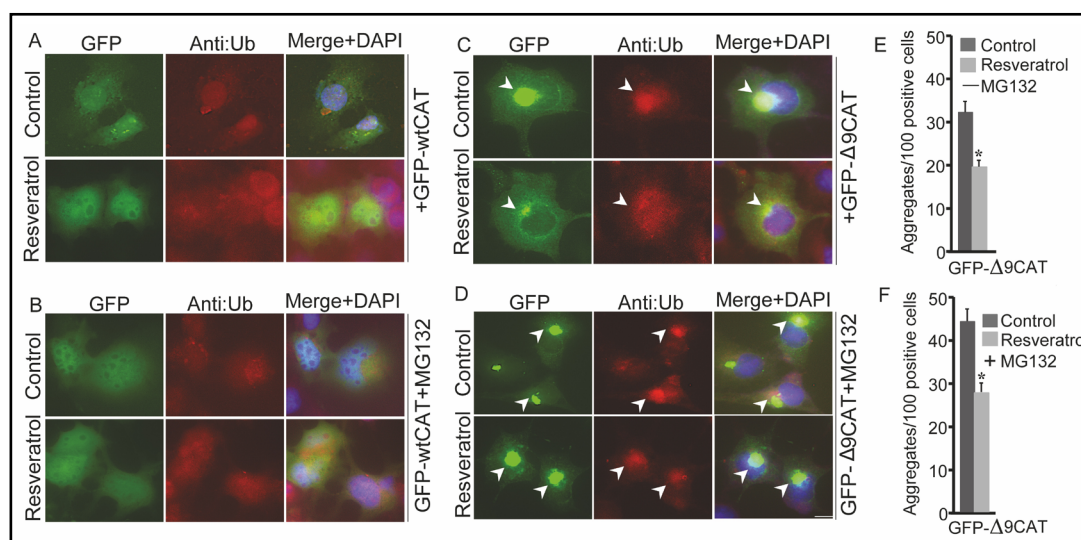 A
GFP
Anti:Ub
Merge+DAPI
Control
Resveratrol
+GFP-wtCAT
B
GFP
Anti:Ub
Merge+DAPI
Control
Resveratrol
GFP-wtCAT+MG132
C
GFP
Anti:Ub
Merge+DAPI
Control
Resveratrol
+GFP-Δ9CAT
D
GFP
Anti:Ub
Merge+DAPI
Control
Resveratrol
GFP-Δ9CAT+MG132
E
Aggregates/100 positive cells
50
40
30
20
10
0
Control
Resveratrol
—MG132
*
GFP-Δ9CAT
F
Aggregates/100 positive cells
50
40
30
20
10
0
Control
Resveratrol
+ MG132
*
GFP-Δ9CAT